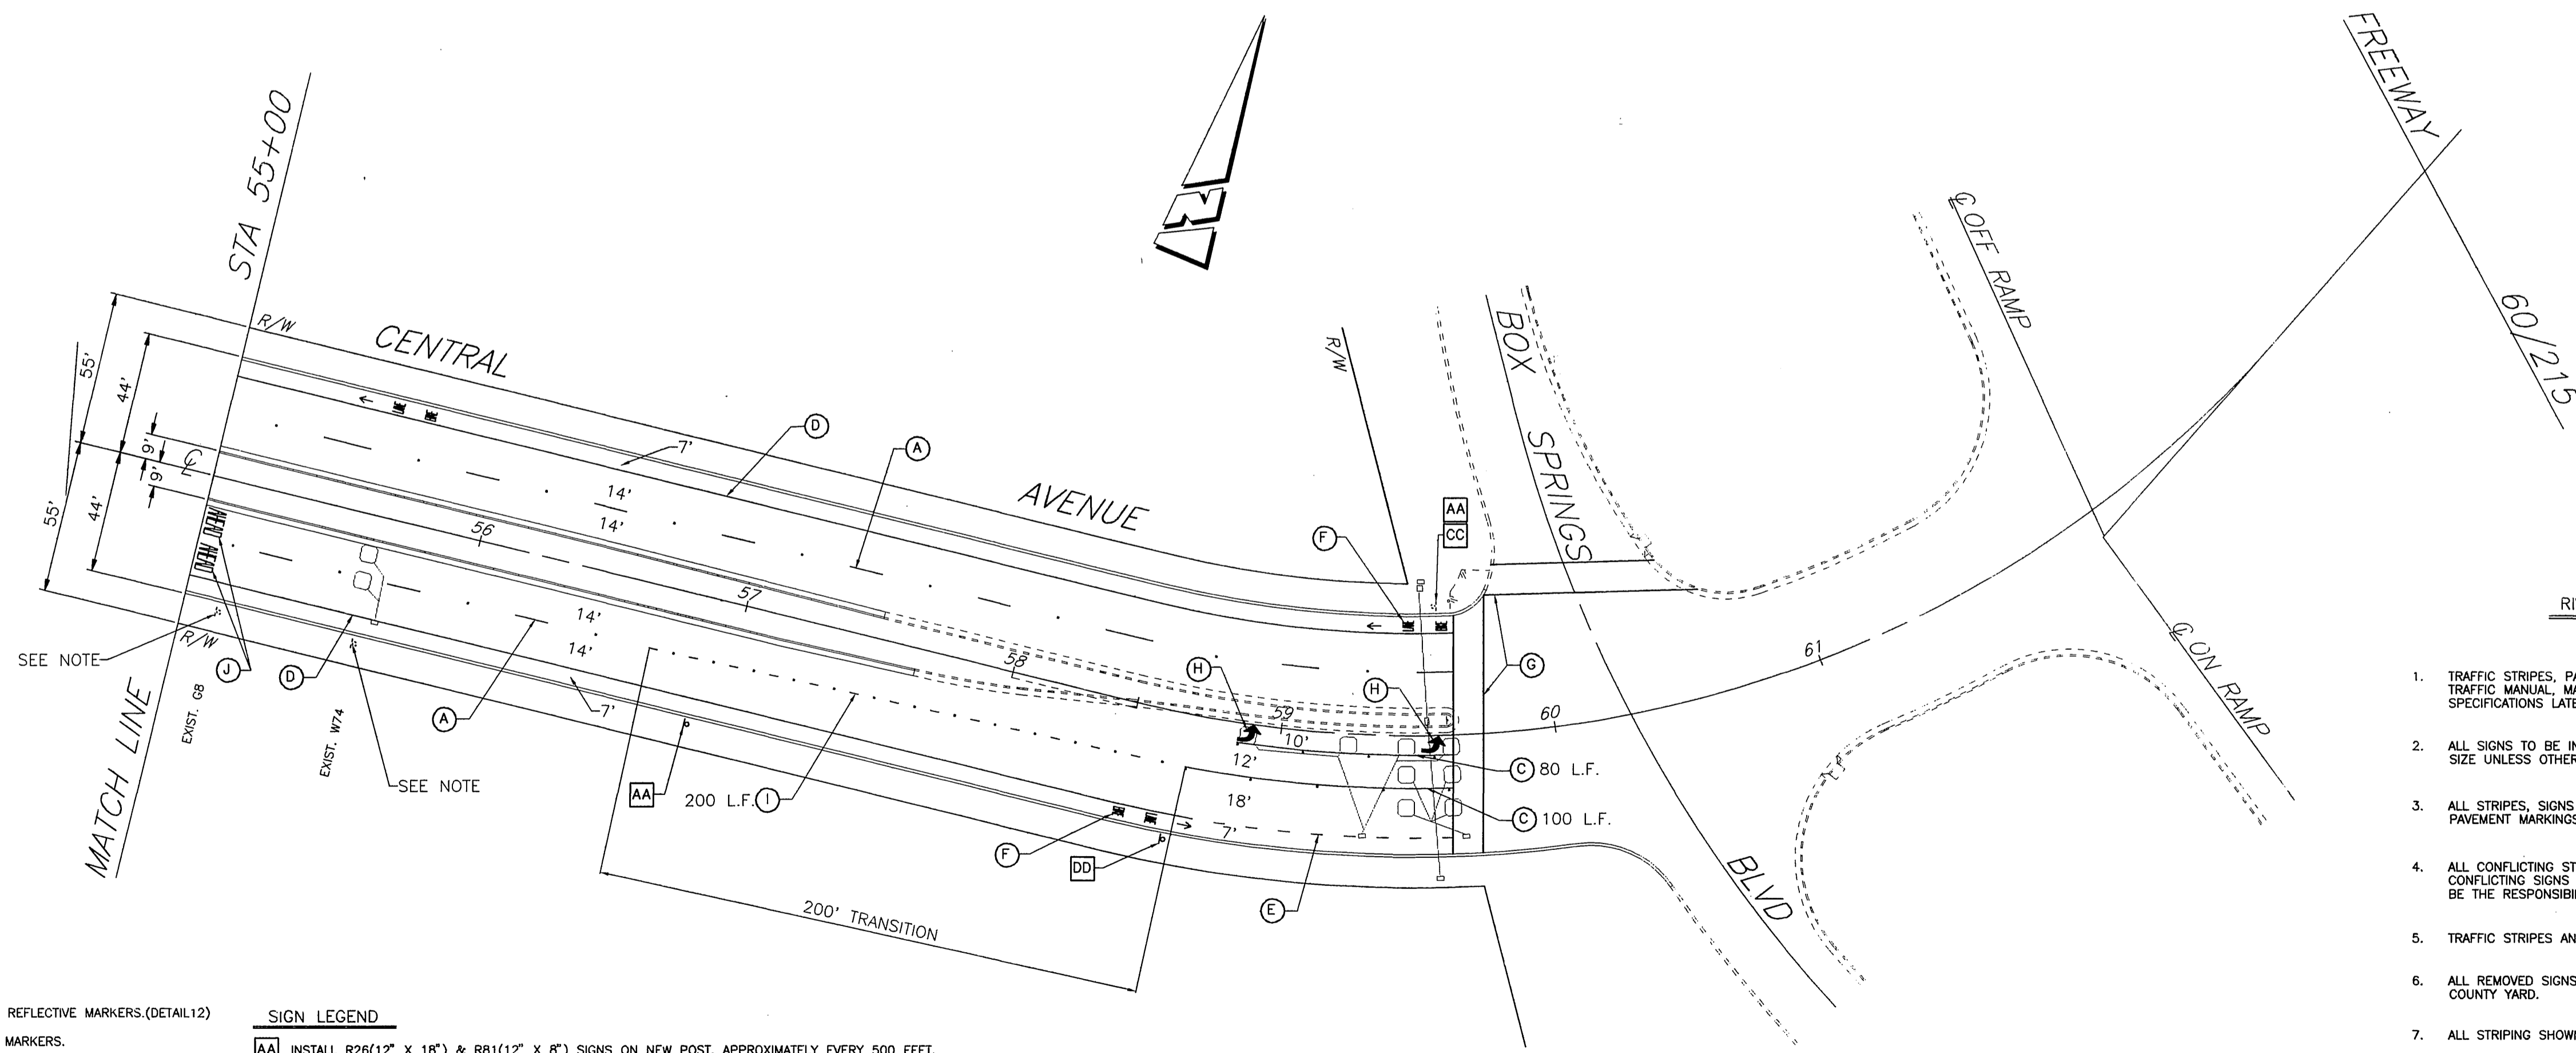 STA 55+00
MATCH LINE
FREEWAY
60/215
℄ OFF RAMP
℄ ON RAMP
BOX
SPRINGS
BLVD
CENTRAL
AVENUE
R/W
R/W
R/W
55'
44'
9'
℄
9'
44'
55'
D
A
7'
14'
14'
56
57
58
59
60
61
14'
14'
7'
AA
CC
F
G
H
H
10'
12'
18'
7'
C 80 L.F.
C 100 L.F.
SEE NOTE
J
D
EXIST. G8
EXIST. W74
SEE NOTE
A
AA
200 L.F. I
F
DD
E
200' TRANSITION
REFLECTIVE MARKERS.(DETAIL12)
MARKERS.
SIGN LEGEND
AA INSTALL R26(12" X 18") & R81(12" X 8") SIGNS ON NEW POST, APPROXIMATELY EVERY 500 FEET.
RI
1. TRAFFIC STRIPES, PA
TRAFFIC MANUAL, MA
SPECIFICATIONS LATE
2. ALL SIGNS TO BE IN
SIZE UNLESS OTHER
3. ALL STRIPES, SIGNS
PAVEMENT MARKINGS
4. ALL CONFLICTING ST
CONFLICTING SIGNS
BE THE RESPONSIBI
5. TRAFFIC STRIPES AN
6. ALL REMOVED SIGNS
COUNTY YARD.
7. ALL STRIPING SHOW